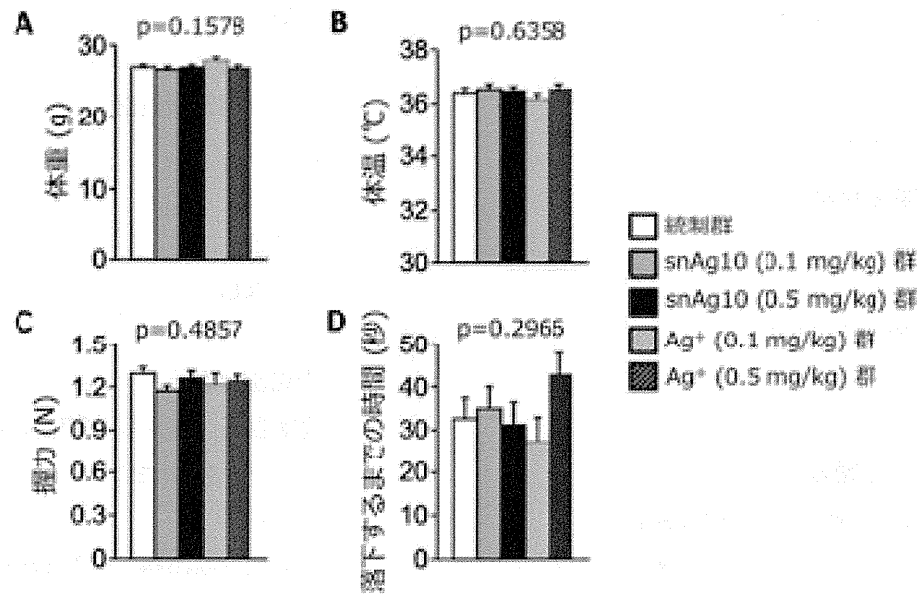 A
p=0.1578
30
20
10
0
体重 (g)
B
p=0.6358
38
36
34
32
30
体温 (℃)
C
p=0.4857
1.5
1.2
0.9
0.6
0.3
0
握力 (N)
D
p=0.2965
50
40
30
20
10
0
落下するまでの時間 (秒)
統制群
snAg10 (0.1 mg/kg) 群
snAg10 (0.5 mg/kg) 群
Ag⁺ (0.1 mg/kg) 群
Ag⁺ (0.5 mg/kg) 群